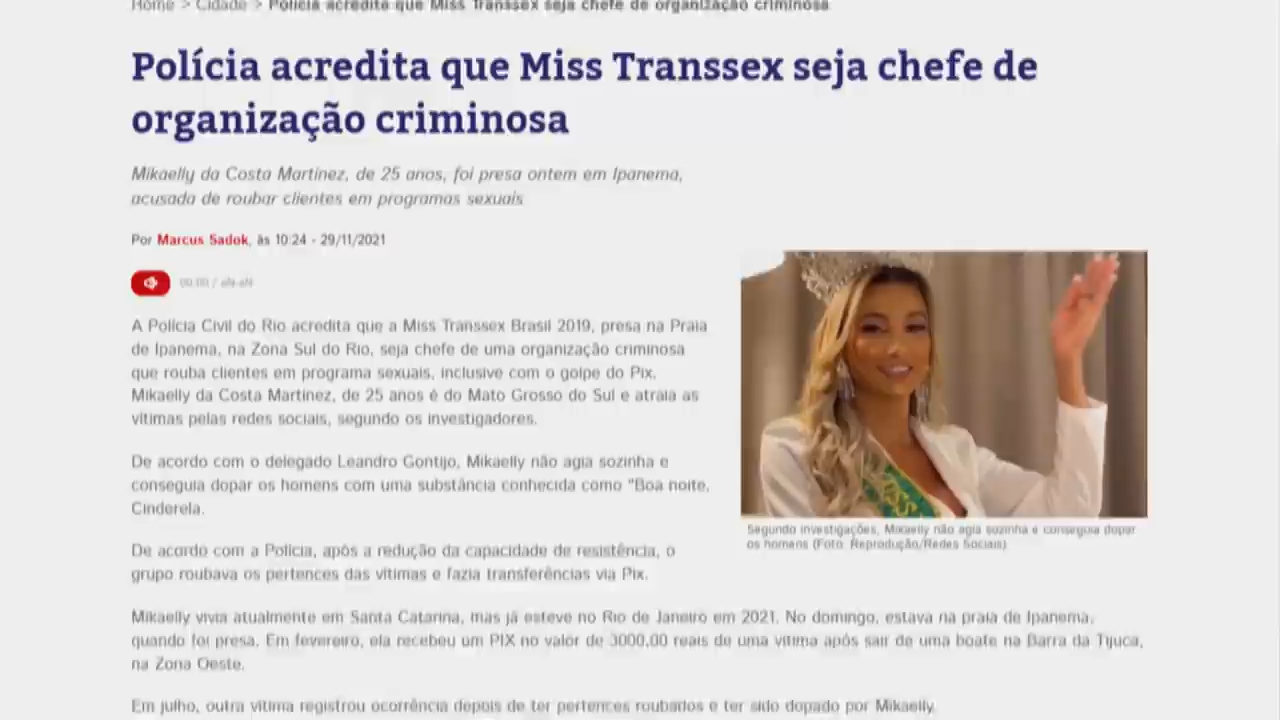 Home > Cidade > Polícia acredita que Miss Transsex seja chefe de organização criminosa
Polícia acredita que Miss Transsex seja chefe de
organização criminosa
Mikaelly da Costa Martinez, de 25 anos, foi presa ontem em Ipanema,
acusada de roubar clientes em programas sexuais
Por Marcus Sadok, às 10:24 - 29/11/2021
A Polícia Civil do Rio acredita que a Miss Transsex Brasil 2019, presa na Praia
de Ipanema, na Zona Sul do Rio, seja chefe de uma organização criminosa
que rouba clientes em programa sexuais, inclusive com o golpe do Pix.
Mikaelly da Costa Martinez, de 25 anos é do Mato Grosso do Sul e atraia as
vítimas pelas redes sociais, segundo os investigadores.
De acordo com o delegado Leandro Gontijo, Mikaelly não agia sozinha e
conseguia dopar os homens com uma substância conhecida como "Boa noite,
Cinderela.
De acordo com a Polícia, após a redução da capacidade de resistência, o
grupo roubava os pertences das vítimas e fazia transferências via Pix.
Segundo investigações, Mikaelly não agia sozinha e conseguia dopar
os homens (Foto: Reprodução/Redes Sociais)
Mikaelly vivia atualmente em Santa Catarina, mas já esteve no Rio de Janeiro em 2021. No domingo, estava na praia de Ipanema,
quando foi presa. Em fevereiro, ela recebeu um PIX no valor de 3000,00 reais de uma vítima após sair de uma boate na Barra da Tijuca,
na Zona Oeste.
Em julho, outra vítima registrou ocorrência depois de ter pertences roubados e ter sido dopado por Mikaelly.